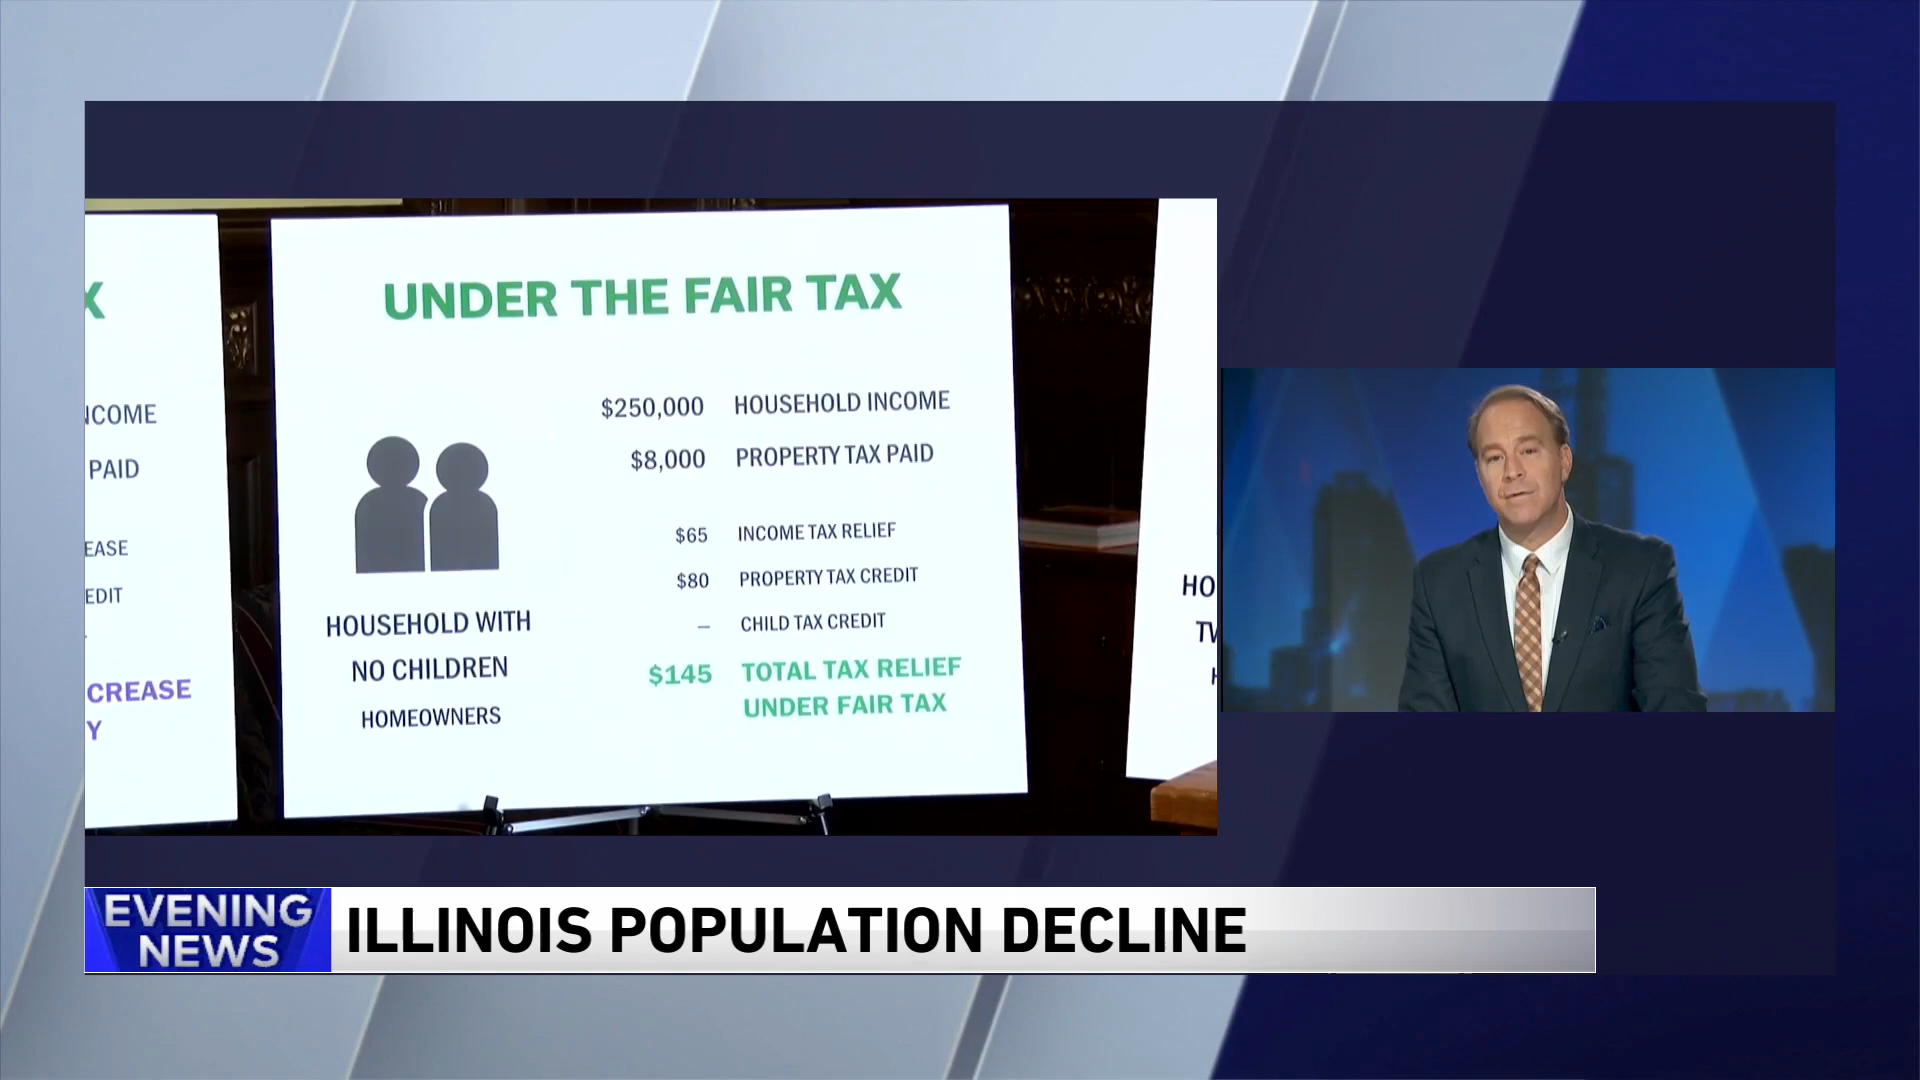 X
INCOME
PAID
EASE
EDIT
CREASE
Y
UNDER THE FAIR TAX
$250,000 HOUSEHOLD INCOME
$8,000 PROPERTY TAX PAID
$65 INCOME TAX RELIEF
$80 PROPERTY TAX CREDIT
– CHILD TAX CREDIT
$145 TOTAL TAX RELIEF
UNDER FAIR TAX
HOUSEHOLD WITH
NO CHILDREN
HOMEOWNERS
HO
TW
EVENING
NEWS
ILLINOIS POPULATION DECLINE